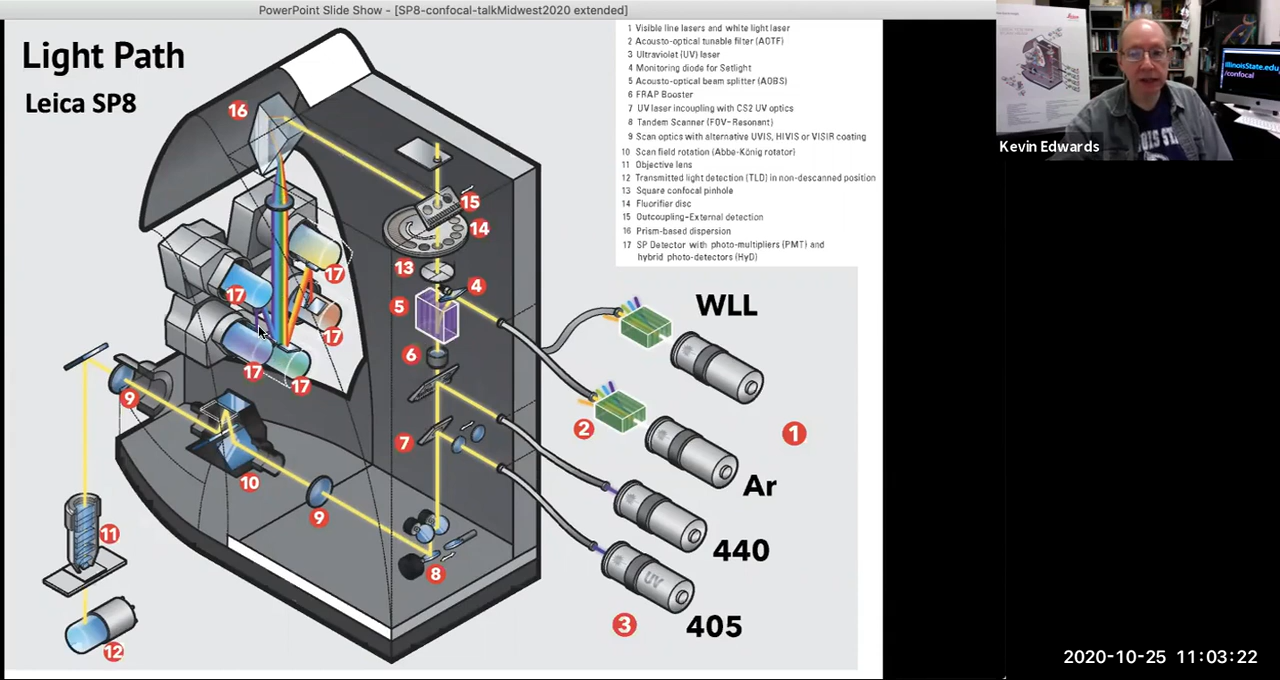 PowerPoint Slide Show - [SP8-confocal-talkMidwest2020 extended]
Light Path
Leica SP8
1 Visible line lasers and white light laser
2 Acousto-optical tunable filter (AOTF)
3 Ultraviolet (UV) laser
4 Monitoring diode for Setlight
5 Acousto-optical beam splitter (AOBS)
6 FRAP Booster
7 UV laser incoupling with CS2 UV optics
8 Tandem Scanner (FOV-Resonant)
9 Scan optics with alternative UVIS, HIVIS or VISIR coating
10 Scan field rotation (Abbe-König rotator)
11 Objective lens
12 Transmitted light detection (TLD) in non-descanned position
13 Square confocal pinhole
14 Fluorifier disc
15 Outcoupling-External detection
16 Prism-based dispersion
17 SP Detector with photo-multipliers (PMT) and
hybrid photo-detectors (HyD)
16
15
14
13
17
17
17
17
17
4
5
6
7
9
10
9
8
11
12
WLL
2
1
Ar
440
UV
405
3
Leica
IllinoisState.edu
/confocal
Kevin Edwards
2020-10-25 11:03:22